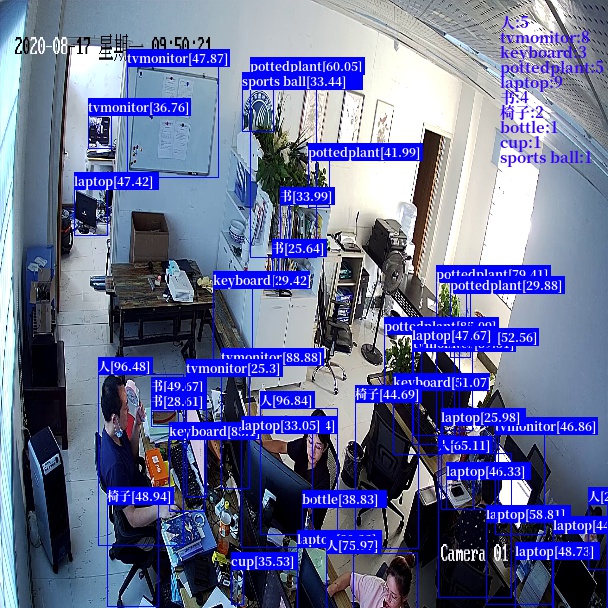 2020-08-17 星期一 09:50:21
人:5
tvmonitor:8
keyboard:3
pottedplant:5
laptop:9
书:4
椅子:2
bottle:1
cup:1
sports ball:1
tvmonitor[47.87]
pottedplant[60.05]
sports ball[33.44]
tvmonitor[36.76]
pottedplant[41.99]
laptop[47.42]
书[33.99]
书[25.64]
keyboard[29.42]
pottedplant[79.41]
pottedplant[29.88]
laptop[47.67]
[52.56]
tvmonitor[88.88]
人[96.48]
tvmonitor[25.3]
书[49.67]
书[28.61]
keyboard[51.07]
椅子[44.69]
人[96.84]
laptop[25.98]
tvmonitor[46.86]
laptop[33.05]
人[65.11]
laptop[46.33]
椅子[48.94]
bottle[38.83]
laptop[58.81]
人[75.97]
laptop[48.73]
cup[35.53]
Camera 01